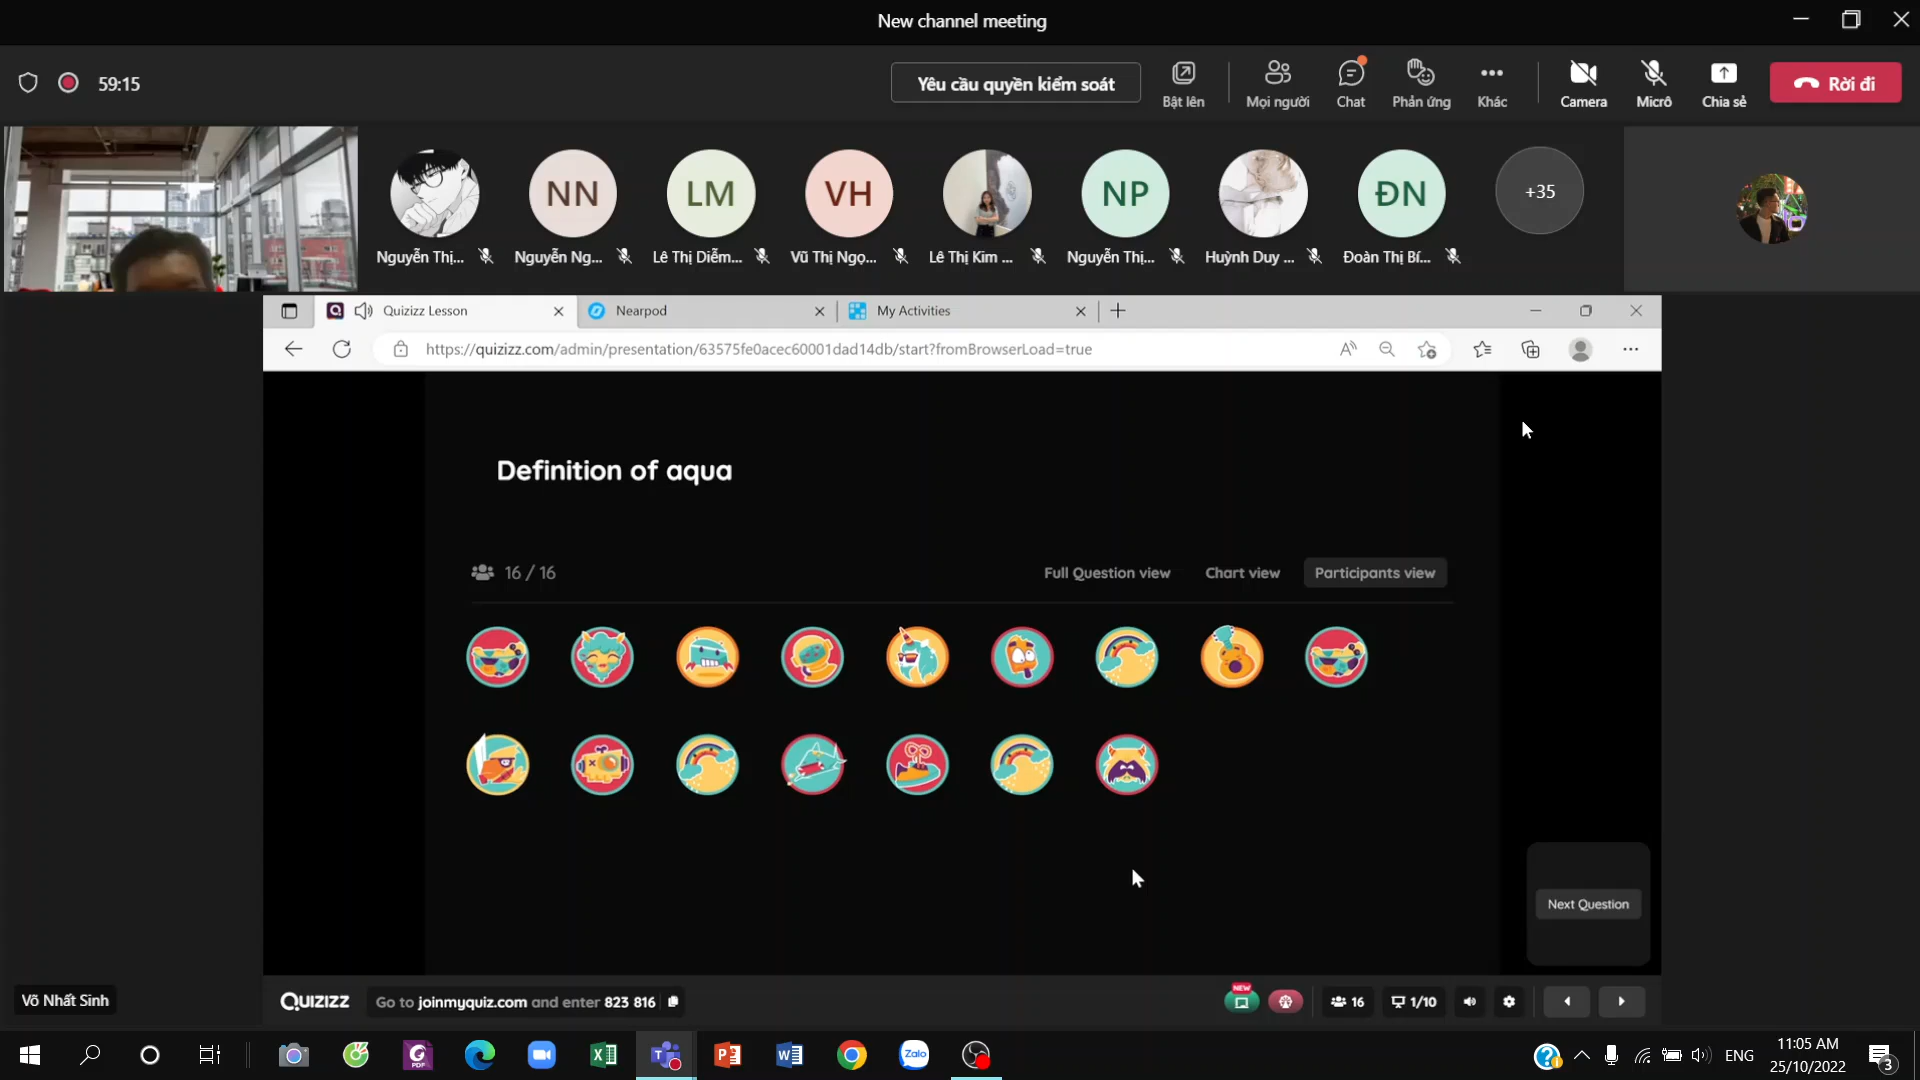 New channel meeting
59:15
Yêu cầu quyền kiểm soát
Bật lên
Mọi người
Chat
Phản ứng
Khác
Camera
Micrô
Chia sẻ
Rời đi
NN
LM
VH
NP
ĐN
+35
Nguyễn Thị...
Nguyễn Ng...
Lê Thị Diễm...
Vũ Thị Ngọ...
Lê Thị Kim ...
Nguyễn Thị...
Huỳnh Duy ...
Đoàn Thị Bí...
Quizizz Lesson
Nearpod
My Activities
https://quizizz.com/admin/presentation/63575fe0acec60001dad14db/start?fromBrowserLoad=true
Definition of aqua
16 / 16
Full Question view
Chart view
Participants view
Next Question
Võ Nhất Sinh
QUIZIZZ
Go to joinmyquiz.com and enter 823 816
NEW
16
1/10
Zalo
ENG
11:05 AM
25/10/2022
3